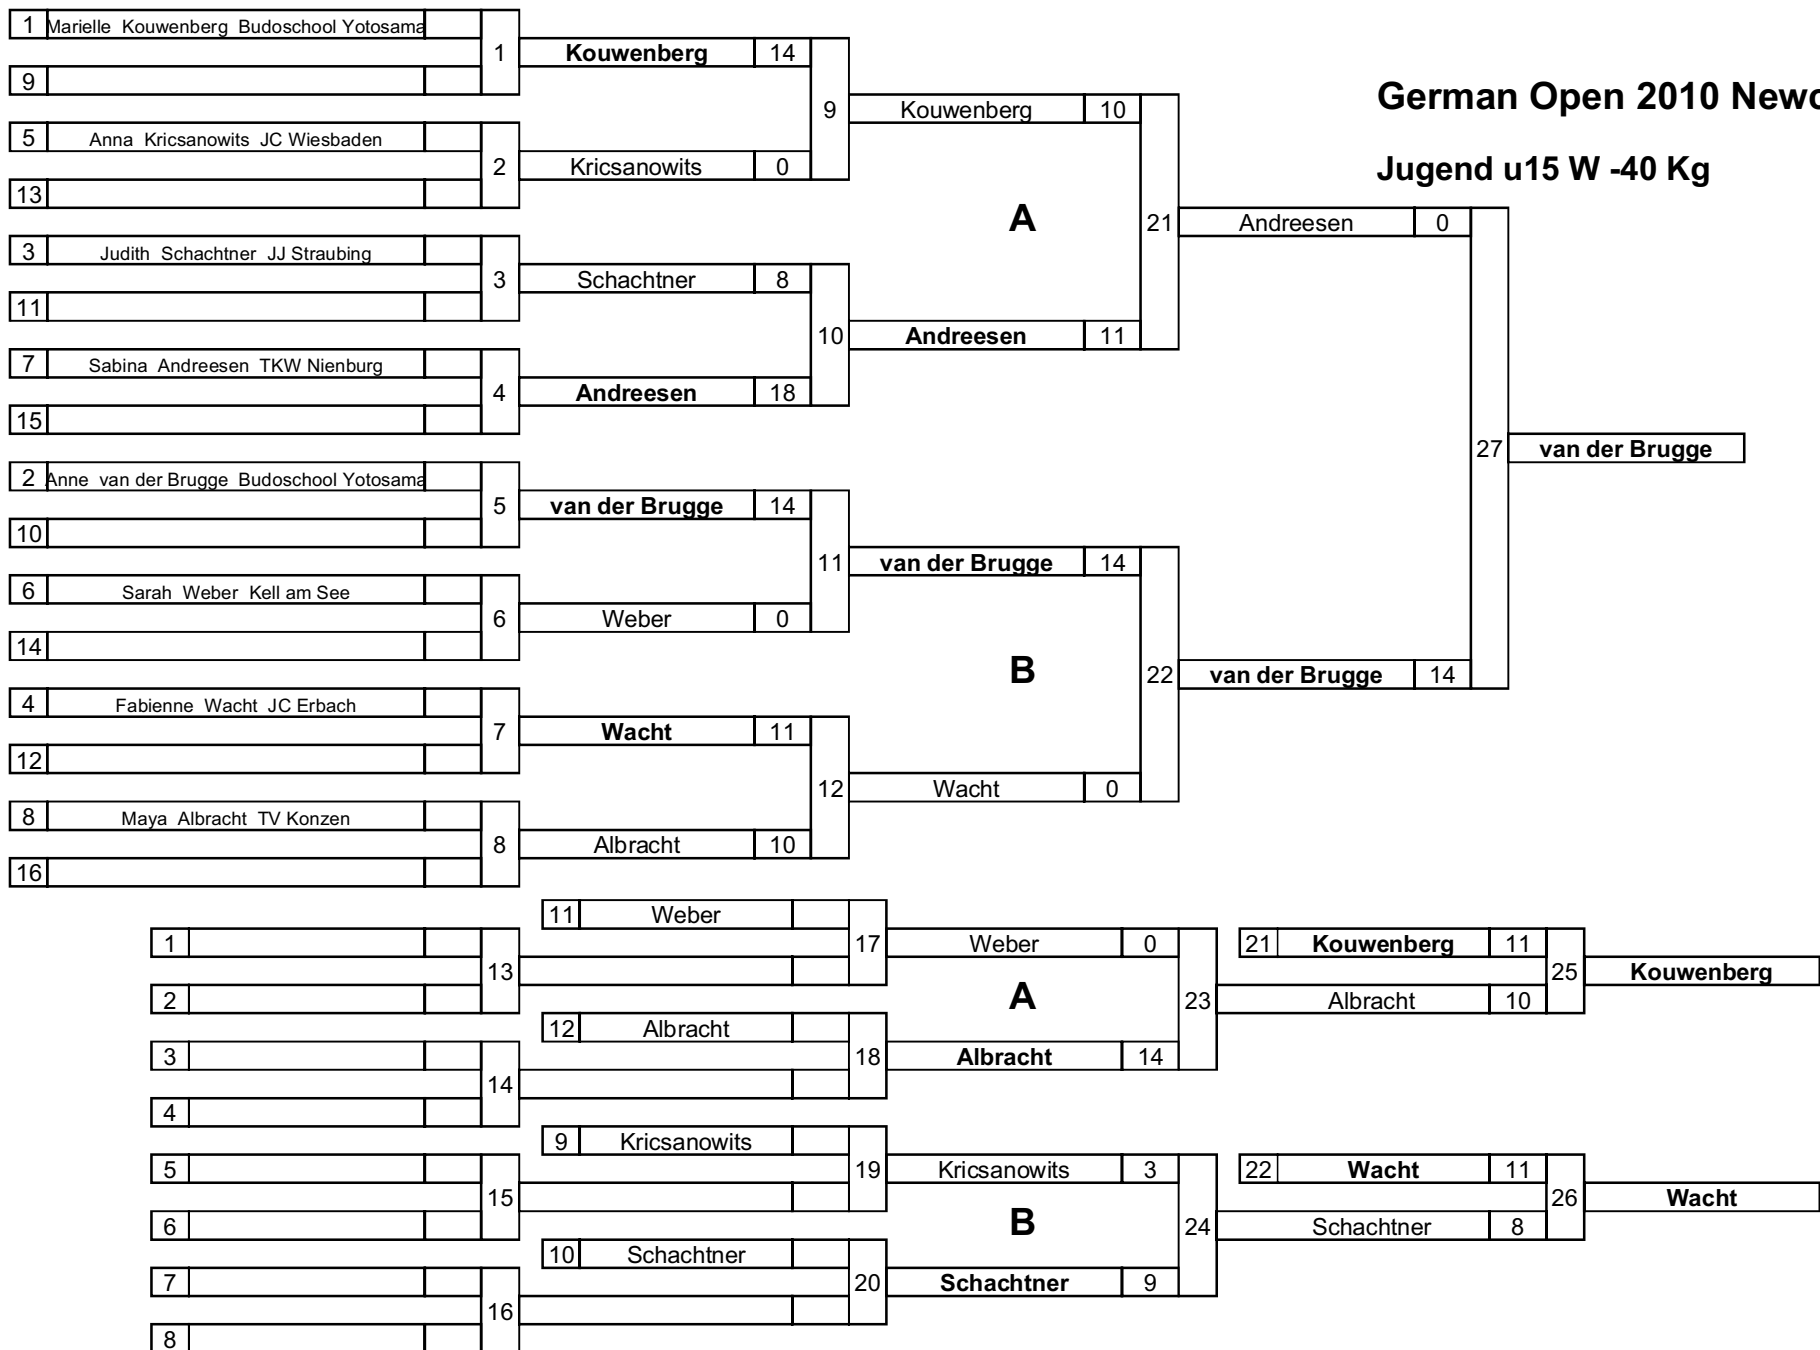 German Open 2010
Jugend u15 W -40 Kg
1 Marielle Kouwenberg Budoschool Yotosama
1
Kouwenberg 14
9
9
Kouwenberg 10
5 Anna Kricsanowits JC Wiesbaden
2
Kricsanowits 0
13
A
21
Andreesen 0
3 Judith Schachtner JJ Straubing
3
Schachtner 8
11
10
Andreesen 11
7 Sabina Andreesen TKW Nienburg
4
Andreesen 18
15
27
van der Brugge
2 Anne van der Brugge Budoschool Yotosama
5
van der Brugge 14
10
11
van der Brugge 14
6 Sarah Weber Kell am See
6
Weber 0
14
B
22
van der Brugge 14
4 Fabienne Wacht JC Erbach
7
Wacht 11
12
12
Wacht 0
8 Maya Albracht TV Konzen
8
Albracht 10
16
11 Weber
17
Weber 0
1
13
2
A
23
12 Albracht
18
Albracht 14
3
14
4
21 Kouwenberg 11
25
Kouwenberg
Albracht 10
9 Kricsanowits
19
Kricsanowits 3
5
15
6
B
24
10 Schachtner
20
Schachtner 9
7
16
8
22 Wacht 11
26
Wacht
Schachtner 8